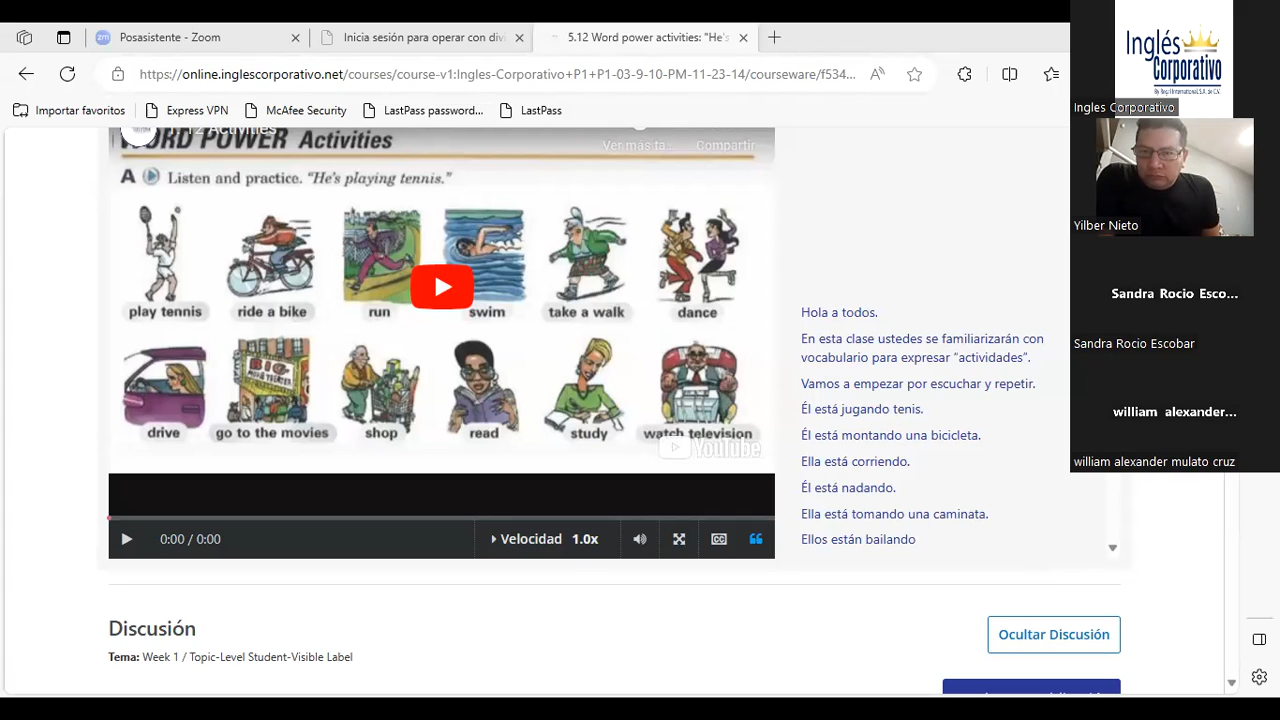 Posasistente - Zoom
Inicia sesión para operar con divi
5.12 Word power activities: "He's
https://online.inglescorporativo.net/courses/course-v1:Ingles-Corporativo+P1+P1-03-9-10-PM-11-23-14/courseware/f534...
Importar favoritos
Express VPN
McAfee Security
LastPass password...
LastPass
Inglés
Corporativo
Ingles Corporativo
1. 12 Activities
WORD POWER Activities
Ver más ta...
Compartir
A Listen and practice. "He's playing tennis."
play tennis
ride a bike
run
swim
take a walk
dance
BIG
drive
go to the movies
shop
read
study
watch television
YouTube
0:00 / 0:00
Velocidad 1.0x
Hola a todos.
En esta clase ustedes se familiarizarán con
vocabulario para expresar “actividades”.
Vamos a empezar por escuchar y repetir.
Él está jugando tenis.
Él está montando una bicicleta.
Ella está corriendo.
Él está nadando.
Ella está tomando una caminata.
Ellos están bailando
Yilber Nieto
Sandra Rocio Esco...
Sandra Rocio Escobar
william alexander...
william alexander mulato cruz
Discusión
Ocultar Discusión
Tema: Week 1 / Topic-Level Student-Visible Label